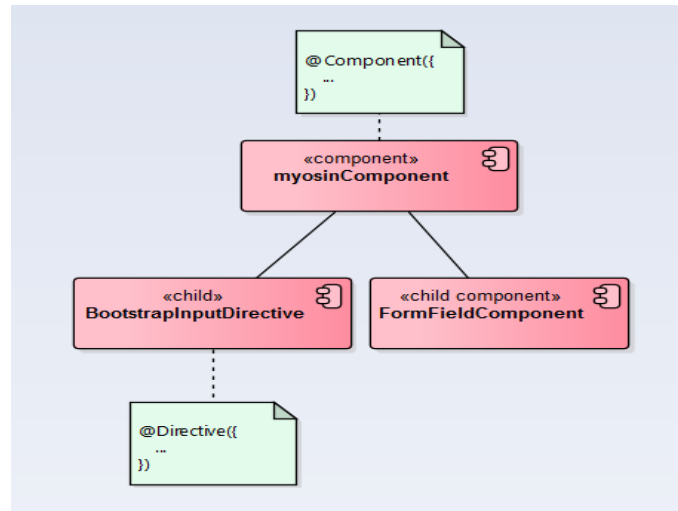 @Component({
...
})
«component»
myosinComponent
«child»
BootstrapInputDirective
«child component»
FormFieldComponent
@Directive({
...
})